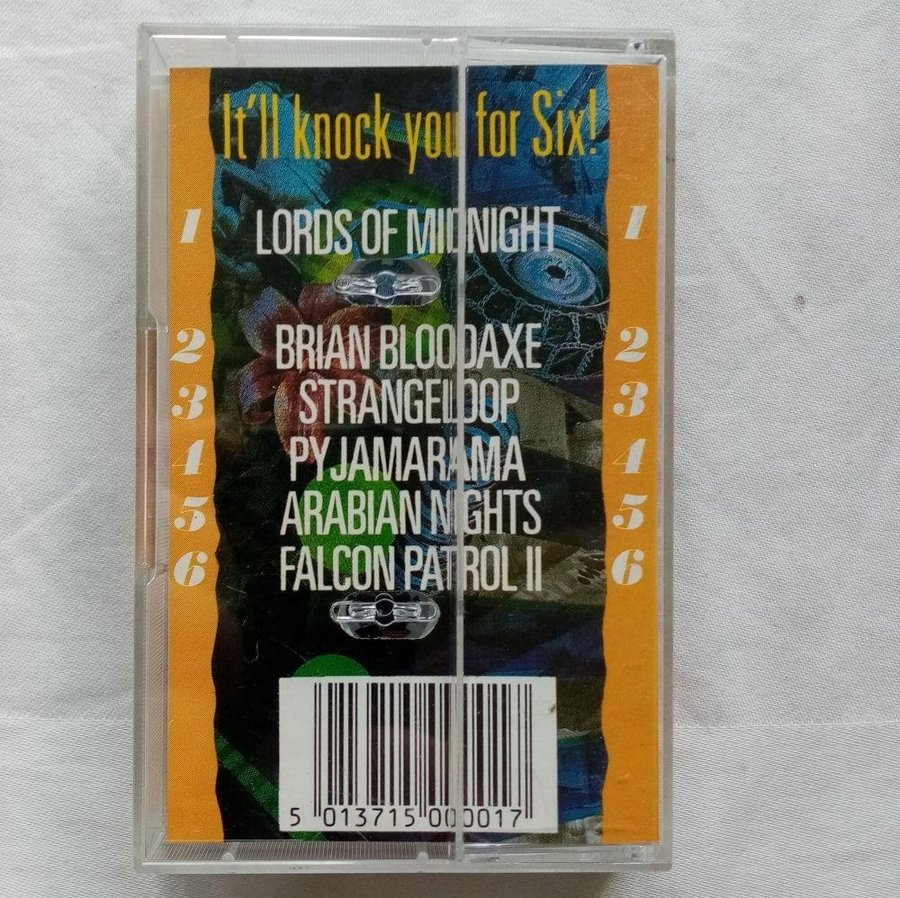 It'll knock you for Six!
1 LORDS OF MIDNIGHT 1
2 BRIAN BLOODAXE 2
3 STRANGELOOP 3
4 PYJAMARAMA 4
5 ARABIAN NIGHTS 5
6 FALCON PATROL II 6
5 013715 000017